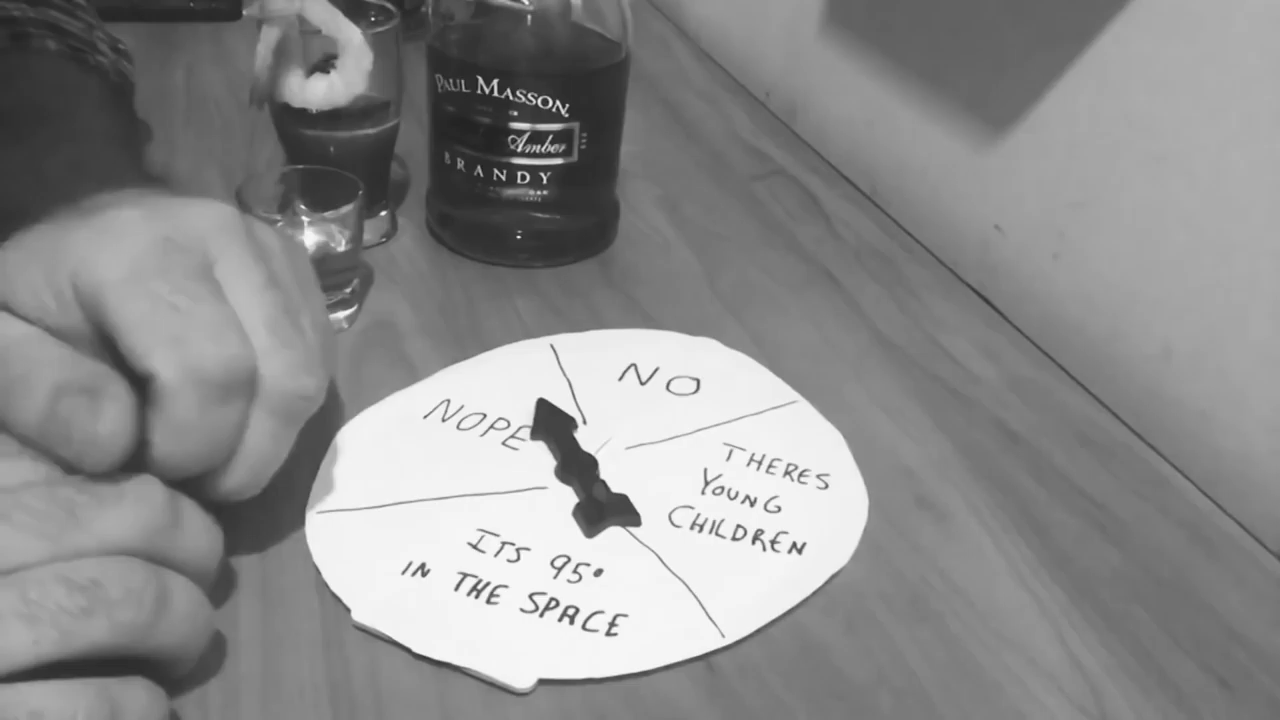 PAUL MASSON
Amber
BRANDY
NO
NOPE
THERES
YOUNG
CHILDREN
ITS 95°
IN THE SPACE